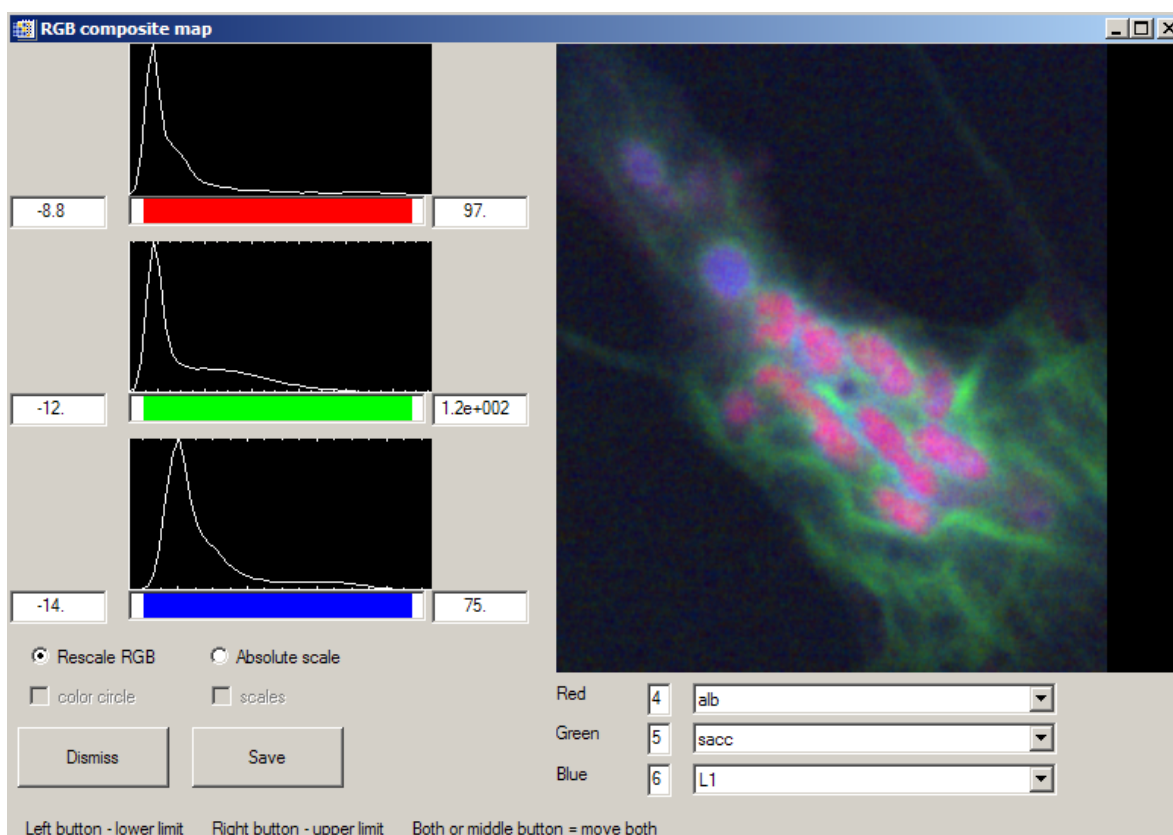 RGB composite map
-8.8
97.
-12.
1.2e+002
-14.
75.
Rescale RGB
Absolute scale
color circle
scales
Dismiss
Save
Red 4 alb
Green 5 sacc
Blue 6 L1
Left button - lower limit Right button - upper limit Both or middle button = move both